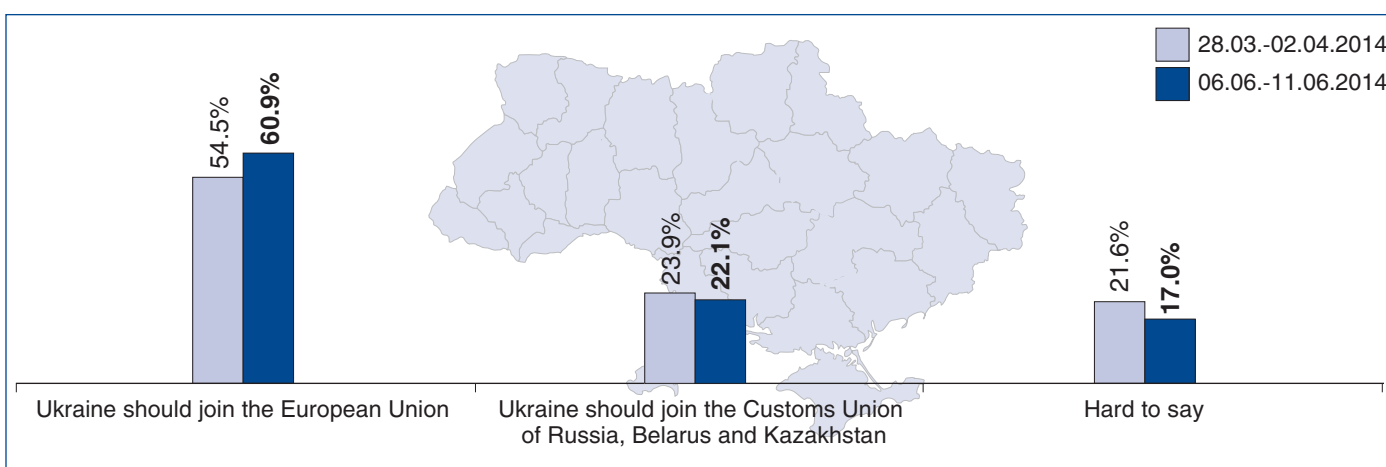 28.03.-02.04.2014
06.06.-11.06.2014
54.5%
60.9%
23.9%
22.1%
21.6%
17.0%
Ukraine should join the European Union
Ukraine should join the Customs Union
of Russia, Belarus and Kazakhstan
Hard to say